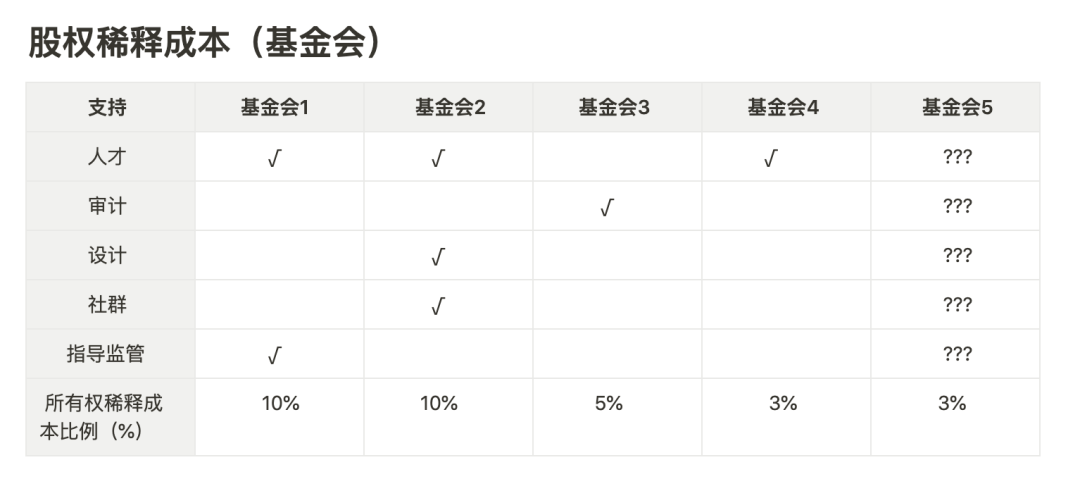 股权稀释成本（基金会）
支持 基金会1 基金会2 基金会3 基金会4 基金会5
人才 √ √ √ ???
审计 √ ???
设计 √ ???
社群 √ ???
指导监管 √ ???
所有权稀释成 10% 10% 5% 3% 3%
本比例（%）